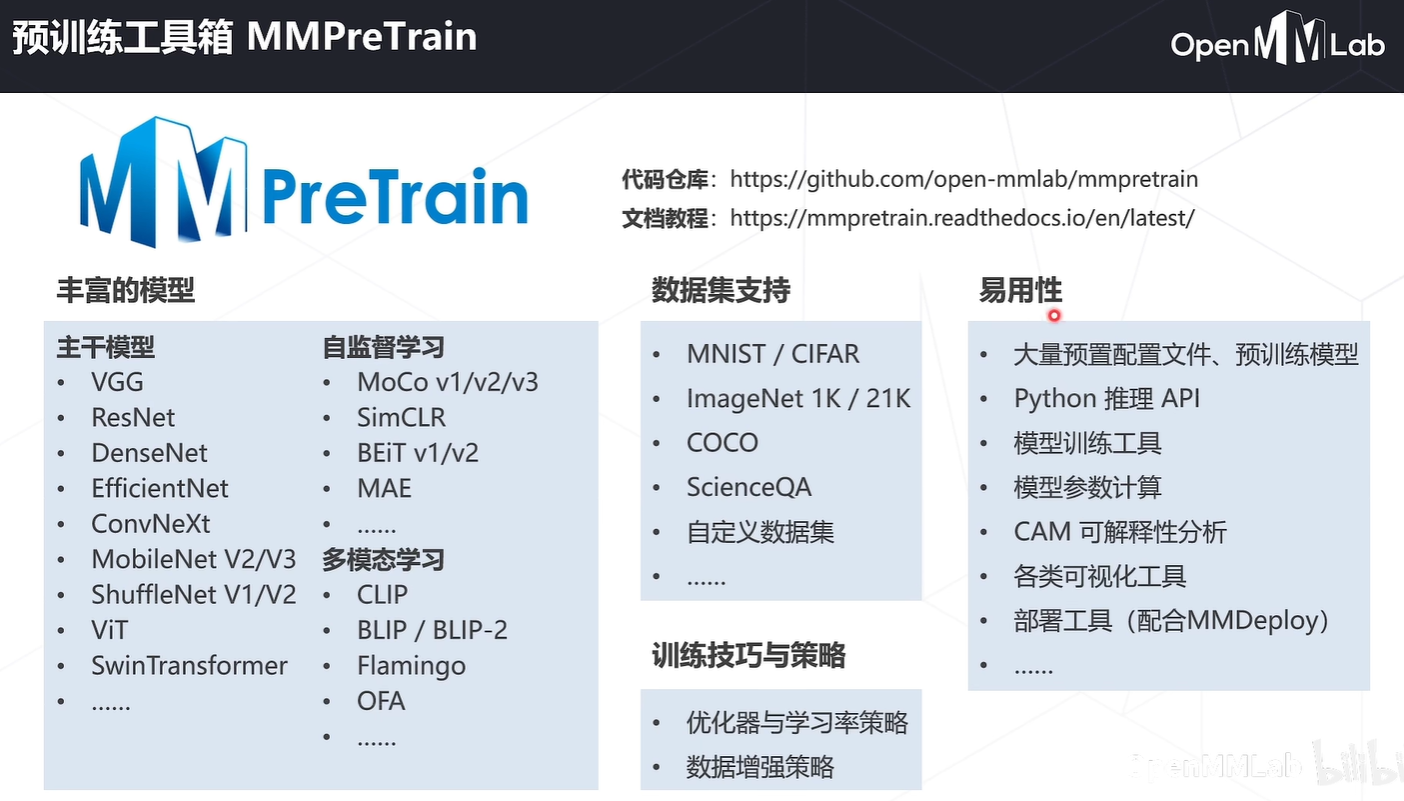 预训练工具箱 MMPreTrain
OpenMMLab
MMPreTrain
代码仓库：https://github.com/open-mmlab/mmpretrain
文档教程：https://mmpretrain.readthedocs.io/en/latest/
丰富的模型
主干模型
• VGG
• ResNet
• DenseNet
• EfficientNet
• ConvNeXt
• MobileNet V2/V3
• ShuffleNet V1/V2
• ViT
• SwinTransformer
• ……
自监督学习
• MoCo v1/v2/v3
• SimCLR
• BEiT v1/v2
• MAE
• ……
多模态学习
• CLIP
• BLIP / BLIP-2
• Flamingo
• OFA
• ……
数据集支持
• MNIST / CIFAR
• ImageNet 1K / 21K
• COCO
• ScienceQA
• 自定义数据集
• ……
训练技巧与策略
• 优化器与学习率策略
• 数据增强策略
易用性
• 大量预置配置文件、预训练模型
• Python 推理 API
• 模型训练工具
• 模型参数计算
• CAM 可解释性分析
• 各类可视化工具
• 部署工具（配合MMDeploy）
• ……
OpenMMLab bilibi